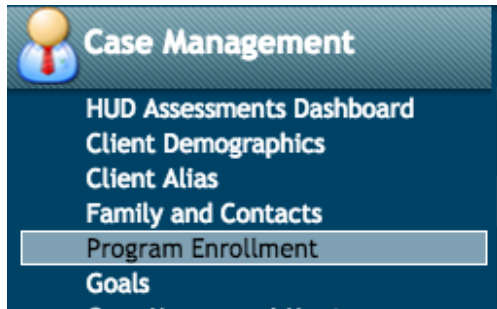 Case Management
HUD Assessments Dashboard
Client Demographics
Client Alias
Family and Contacts
Program Enrollment
Goals